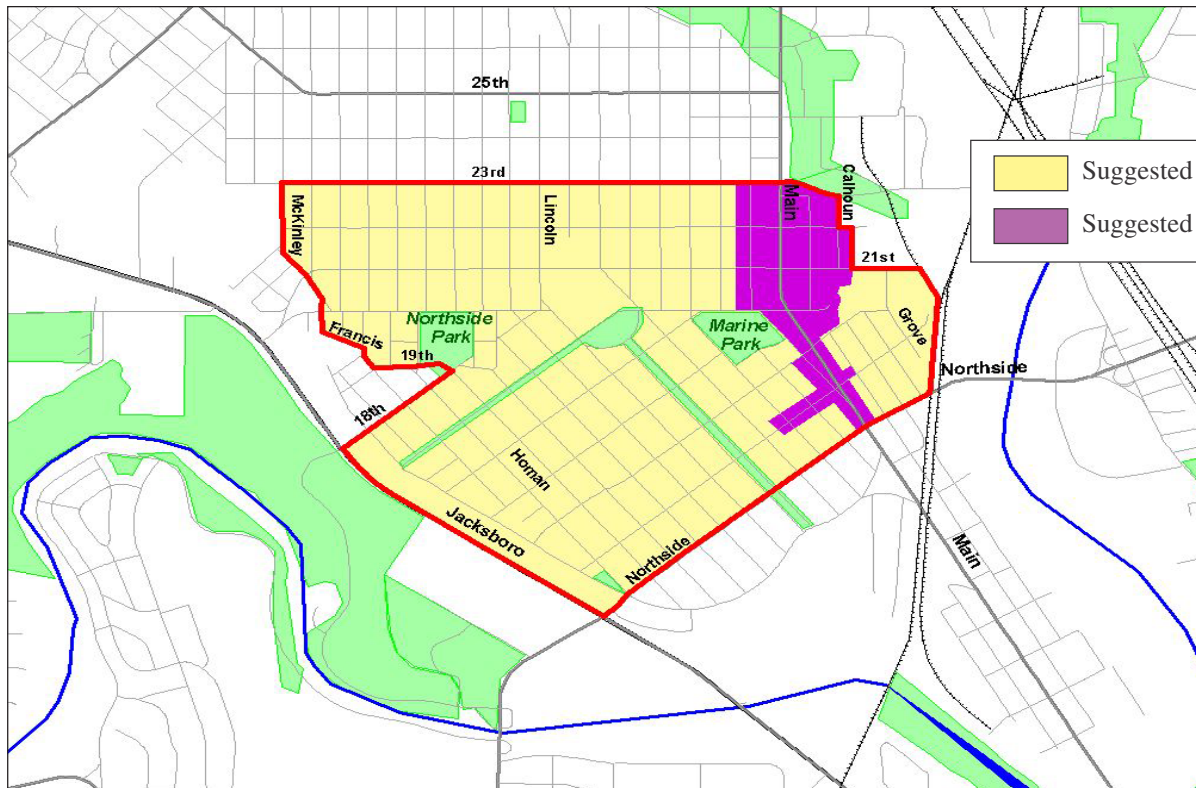 25th
23rd
McKinley
Lincoln
Main
Calhoun
Suggested
Suggested
21st
Grove
Francis
Northside
Park
Marine
Park
19th
Northside
18th
Homan
Jacksboro
Northside
Main